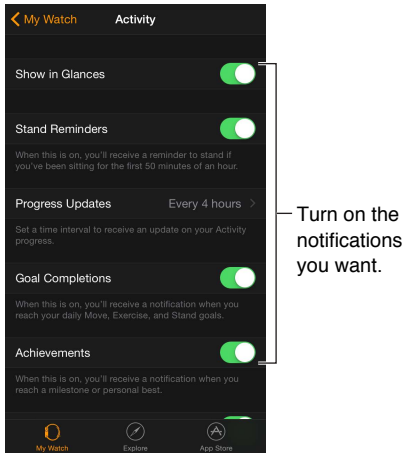 My Watch Activity
Show in Glances
Stand Reminders
When this is on, you'll receive a reminder to stand if
you've been sitting for the first 50 minutes of an hour.
Progress Updates Every 4 hours
Set a time interval to receive an update on your Activity
progress.
Goal Completions
When this is on, you'll receive a notification when you
reach your daily Move, Exercise, and Stand goals.
Achievements
When this is on, you'll receive a notification when you
reach a milestone or personal best.
My Watch Explore App Store
Turn on the
notifications
you want.